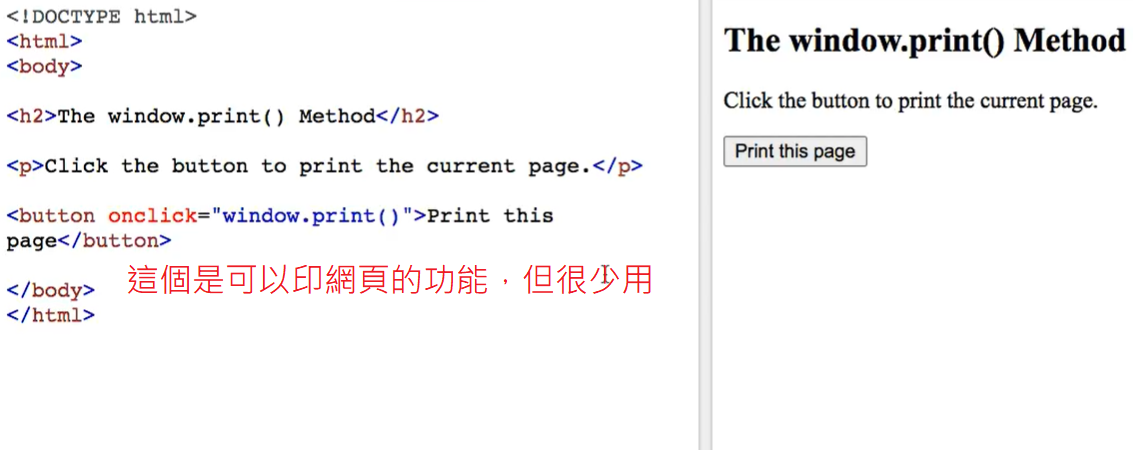 <!DOCTYPE html>
<html>
<body>
<h2>The window.print() Method</h2>
<p>Click the button to print the current page.</p>
<button onclick="window.print()">Print this
page</button>
這個是可以印網頁的功能，但很少用
</body>
</html>
The window.print() Method
Click the button to print the current page.
Print this page